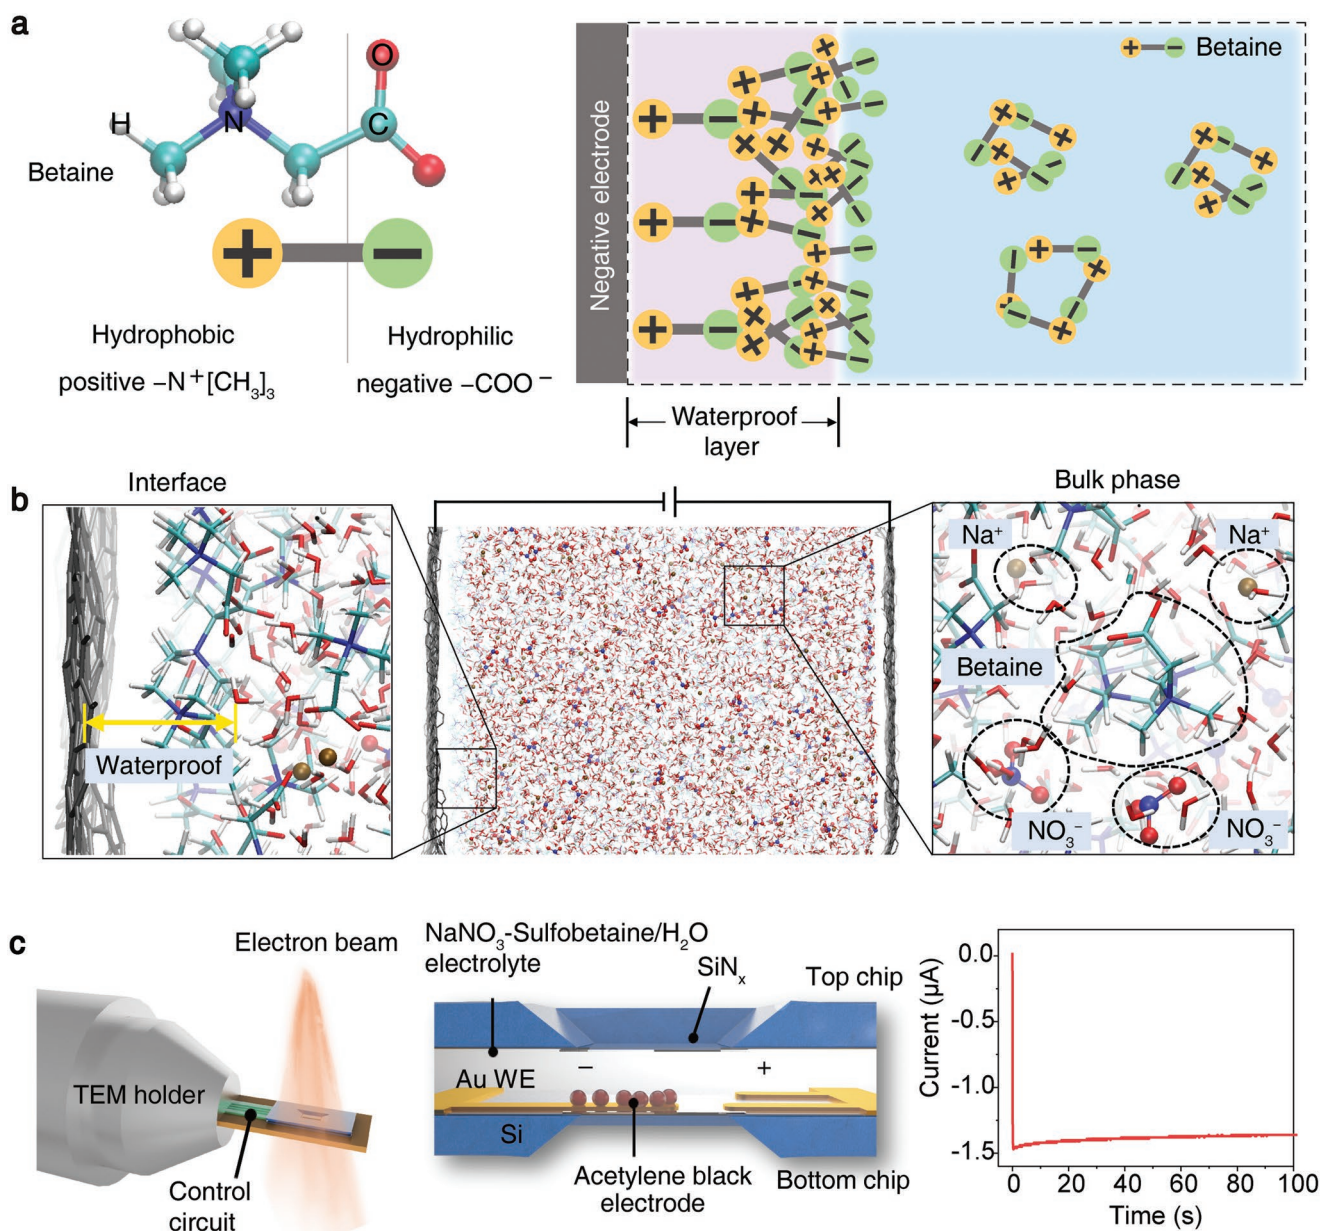 a
H
N
O
C
Betaine
+ −
Hydrophobic
positive –N⁺[CH₃]₃
Hydrophilic
negative –COO⁻
Negative electrode
+ − Betaine
Waterproof
layer
b
Interface
Waterproof
Bulk phase
Na⁺
Na⁺
Betaine
NO₃⁻
NO₃⁻
c
Electron beam
TEM holder
Control
circuit
NaNO₃-Sulfobetaine/H₂O
electrolyte
SiNₓ
Top chip
Au WE
−
+
Si
Acetylene black
electrode
Bottom chip
Current (μA)
0.0
-0.5
-1.0
-1.5
0 20 40 60 80 100
Time (s)